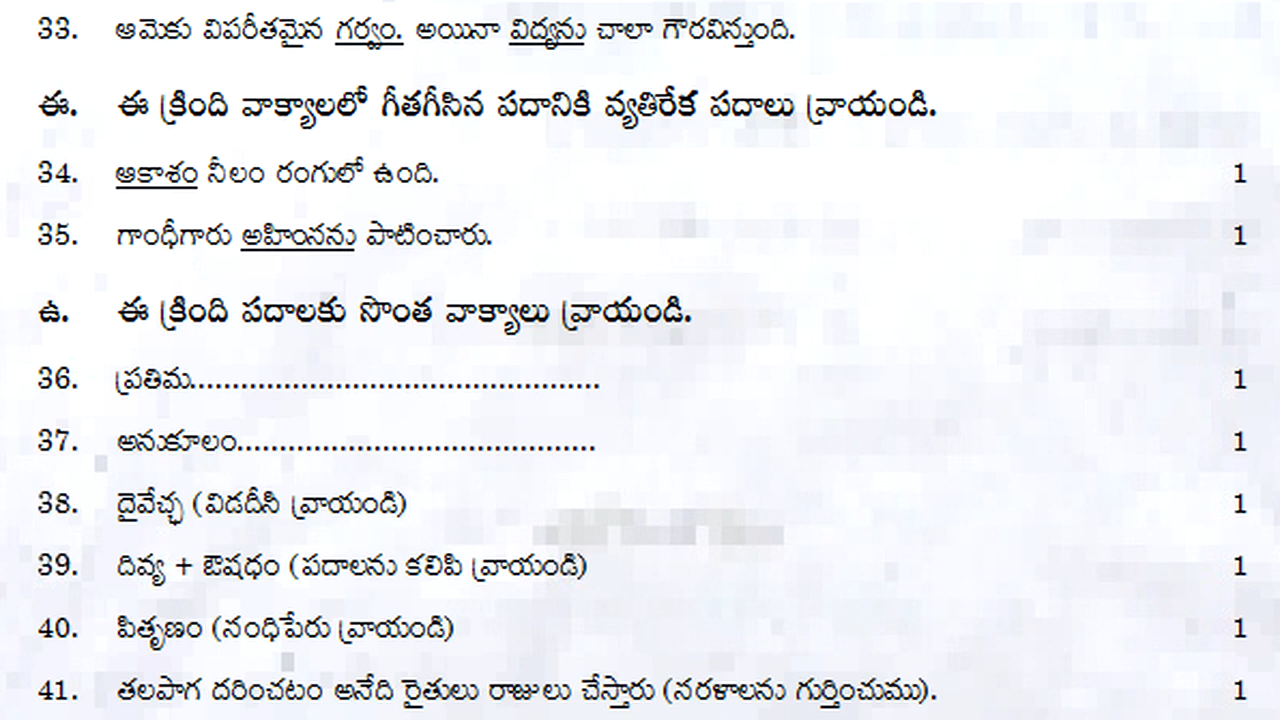 33. ఆమెకు విపరీతమైన గర్వం. అయినా విద్యను చాలా గౌరవిస్తుంది.
ఈ. ఈ క్రింది వాక్యాలలో గీతగీసిన పదానికి వ్యతిరేక పదాలు వ్రాయండి.
34. ఆకాశం నీలం రంగులో ఉంది. 1
35. గాంధీగారు అహింసను పాటించారు. 1
ఉ. ఈ క్రింది పదాలకు సొంత వాక్యాలు వ్రాయండి.
36. ప్రతిమ......................................... 1
37. అనుకూలం.................................... 1
38. దైవేచ్ఛ (విడదీసి వ్రాయండి) 1
39. దివ్య + ఔషధం (పదాలను కలిపి వ్రాయండి) 1
40. పితౄణం (సంధిపేరు వ్రాయండి) 1
41. తలపాగ దరించటం అనేది రైతులు రాజులు చేస్తారు (సరళాలను గుర్తించుము). 1